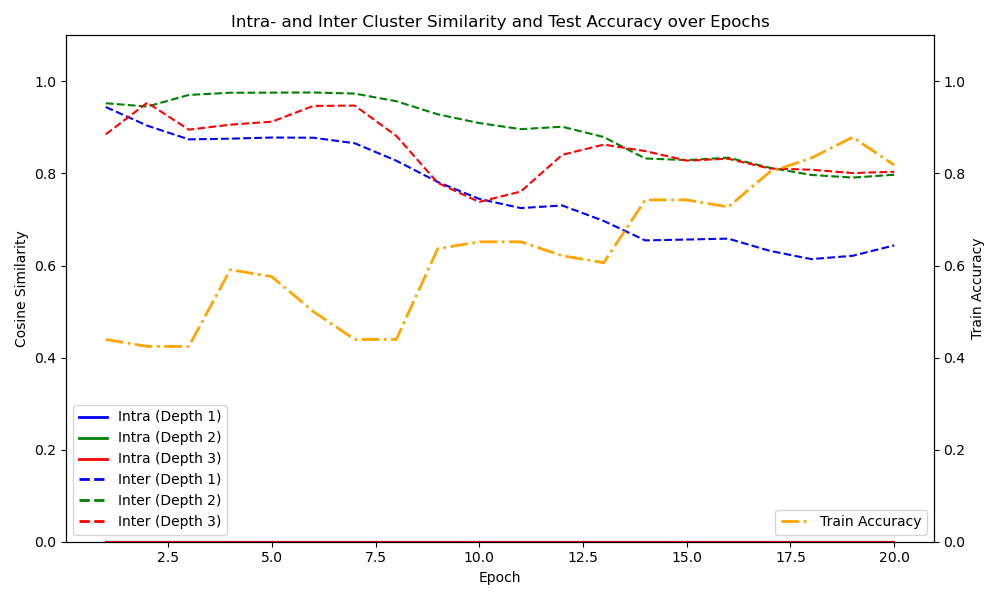 Intra- and Inter Cluster Similarity and Test Accuracy over Epochs
Cosine Similarity
1.0
0.8
0.6
0.4
0.2
0.0
1.0
0.8
0.6
0.4
0.2
0.0
Train Accuracy
Intra (Depth 1)
Intra (Depth 2)
Intra (Depth 3)
Inter (Depth 1)
Inter (Depth 2)
Inter (Depth 3)
Train Accuracy
2.5 5.0 7.5 10.0 12.5 15.0 17.5 20.0
Epoch